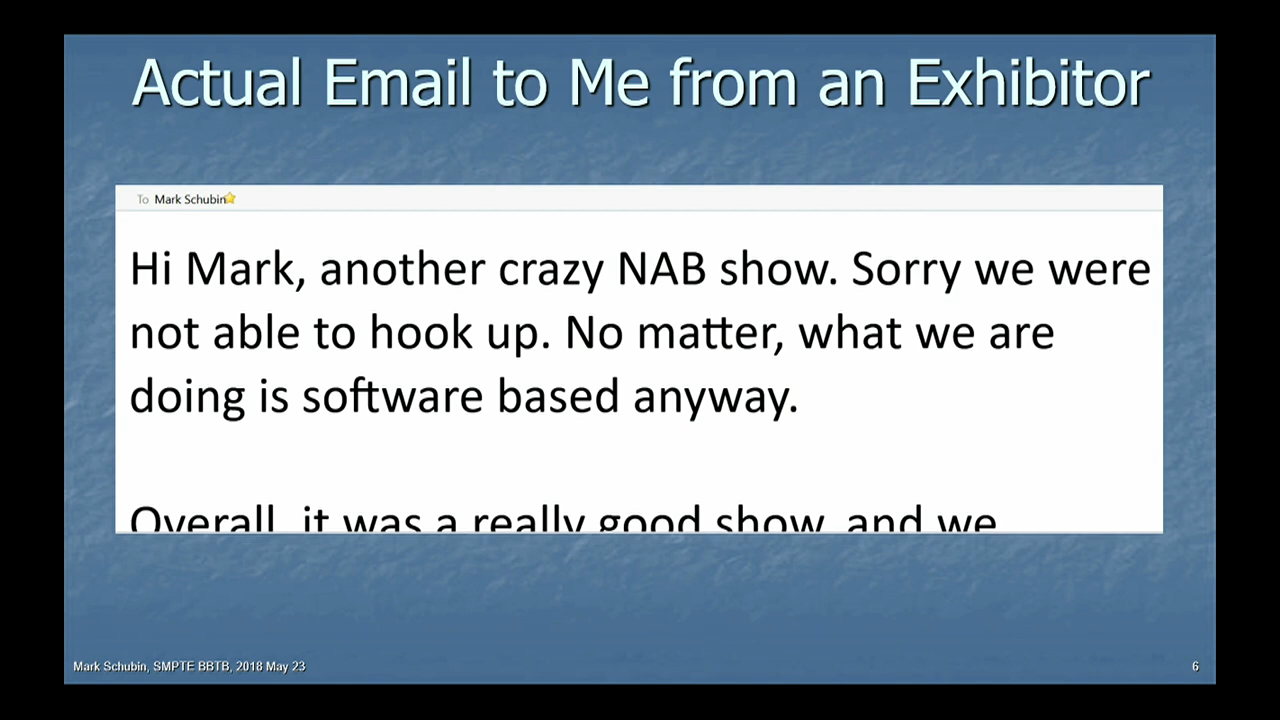 Actual Email to Me from an Exhibitor
To Mark Schubin
Hi Mark, another crazy NAB show. Sorry we were
not able to hook up. No matter, what we are
doing is software based anyway.
Overall, it was a really good show, and we
Mark Schubin, SMPTE BBTB, 2018 May 23
6